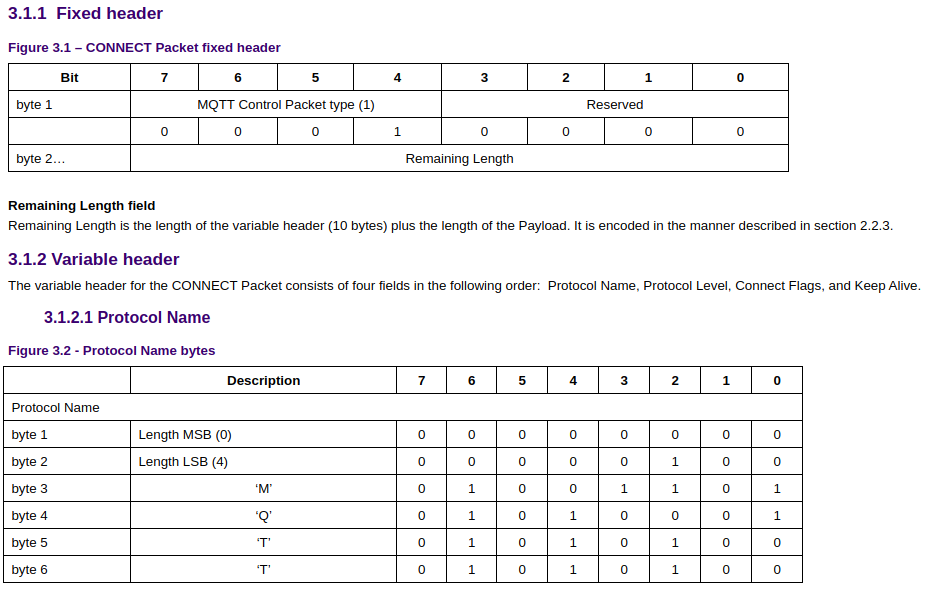 3.1.1 Fixed header
Figure 3.1 – CONNECT Packet fixed header
Bit 7 6 5 4 3 2 1 0
byte 1 MQTT Control Packet type (1) Reserved
0 0 0 1 0 0 0 0
byte 2… Remaining Length
Remaining Length field
Remaining Length is the length of the variable header (10 bytes) plus the length of the Payload. It is encoded in the manner described in section 2.2.3.
3.1.2 Variable header
The variable header for the CONNECT Packet consists of four fields in the following order: Protocol Name, Protocol Level, Connect Flags, and Keep Alive.
3.1.2.1 Protocol Name
Figure 3.2 - Protocol Name bytes
Description 7 6 5 4 3 2 1 0
Protocol Name
byte 1 Length MSB (0) 0 0 0 0 0 0 0 0
byte 2 Length LSB (4) 0 0 0 0 0 1 0 0
byte 3 ‘M’ 0 1 0 0 1 1 0 1
byte 4 ‘Q’ 0 1 0 1 0 0 0 1
byte 5 ‘T’ 0 1 0 1 0 1 0 0
byte 6 ‘T’ 0 1 0 1 0 1 0 0